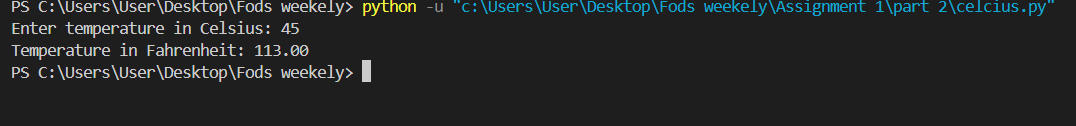 PS C:\Users\User\Desktop\Fods weekely> python -u "c:\Users\User\Desktop\Fods weekely\Assignment 1\part 2\celcius.py"
Enter temperature in Celsius: 45
Temperature in Fahrenheit: 113.00
PS C:\Users\User\Desktop\Fods weekely>